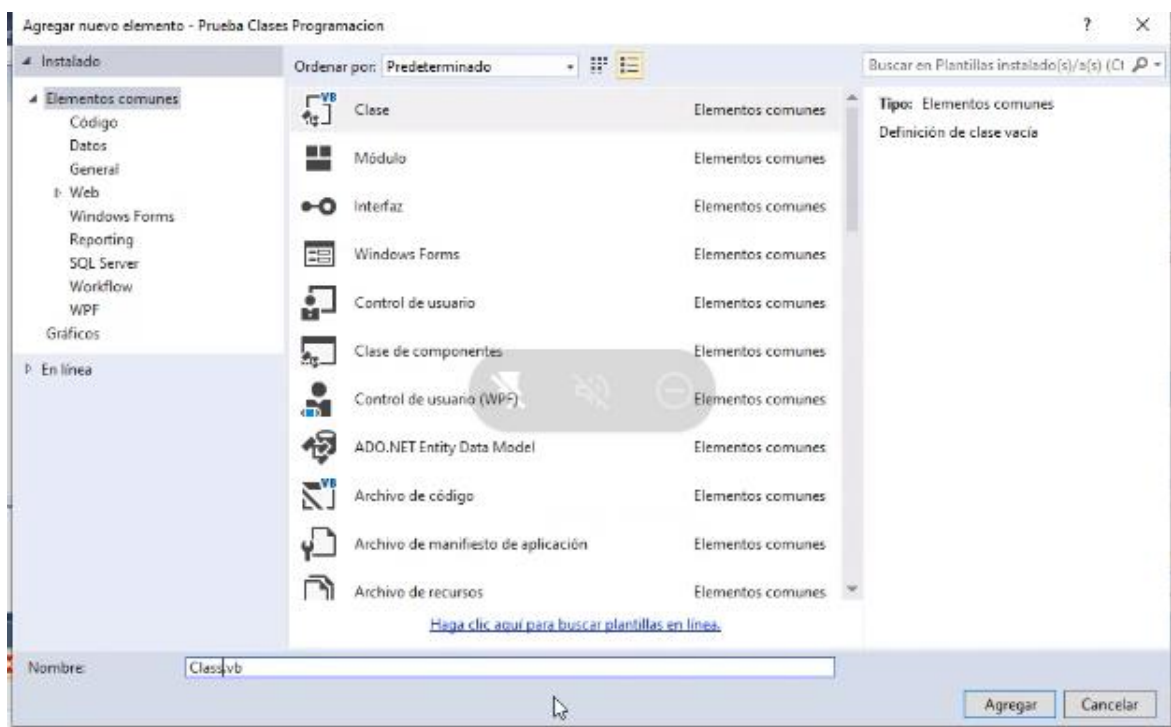 Agregar nuevo elemento - Prueba Clases Programacion
? ×
Instalado
Elementos comunes
Código
Datos
General
Web
Windows Forms
Reporting
SQL Server
Workflow
WPF
Gráficos
En línea
Ordenar por: Predeterminado
Clase Elementos comunes
Módulo Elementos comunes
Interfaz Elementos comunes
Windows Forms Elementos comunes
Control de usuario Elementos comunes
Clase de componentes Elementos comunes
Control de usuario (WPF) Elementos comunes
ADO.NET Entity Data Model Elementos comunes
Archivo de código Elementos comunes
Archivo de manifiesto de aplicación Elementos comunes
Archivo de recursos Elementos comunes
Haga clic aquí para buscar plantillas en línea.
Buscar en Plantillas instalado(s)/a(s) (Ct
Tipo: Elementos comunes
Definición de clase vacía
Nombre: Class.vb
Agregar Cancelar